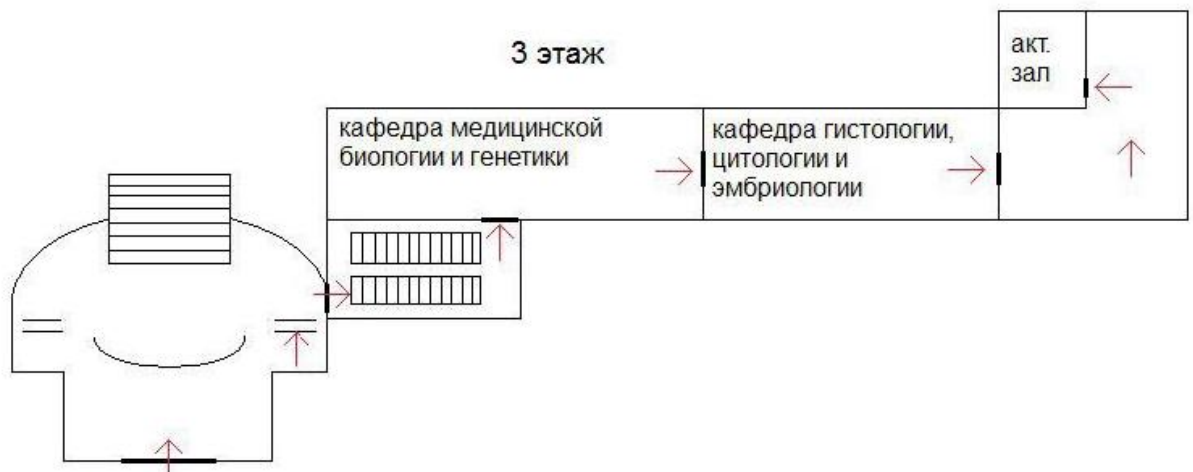 3 этаж
акт.
зал
кафедра медицинской
биологии и генетики
кафедра гистологии,
цитологии и
эмбриологии